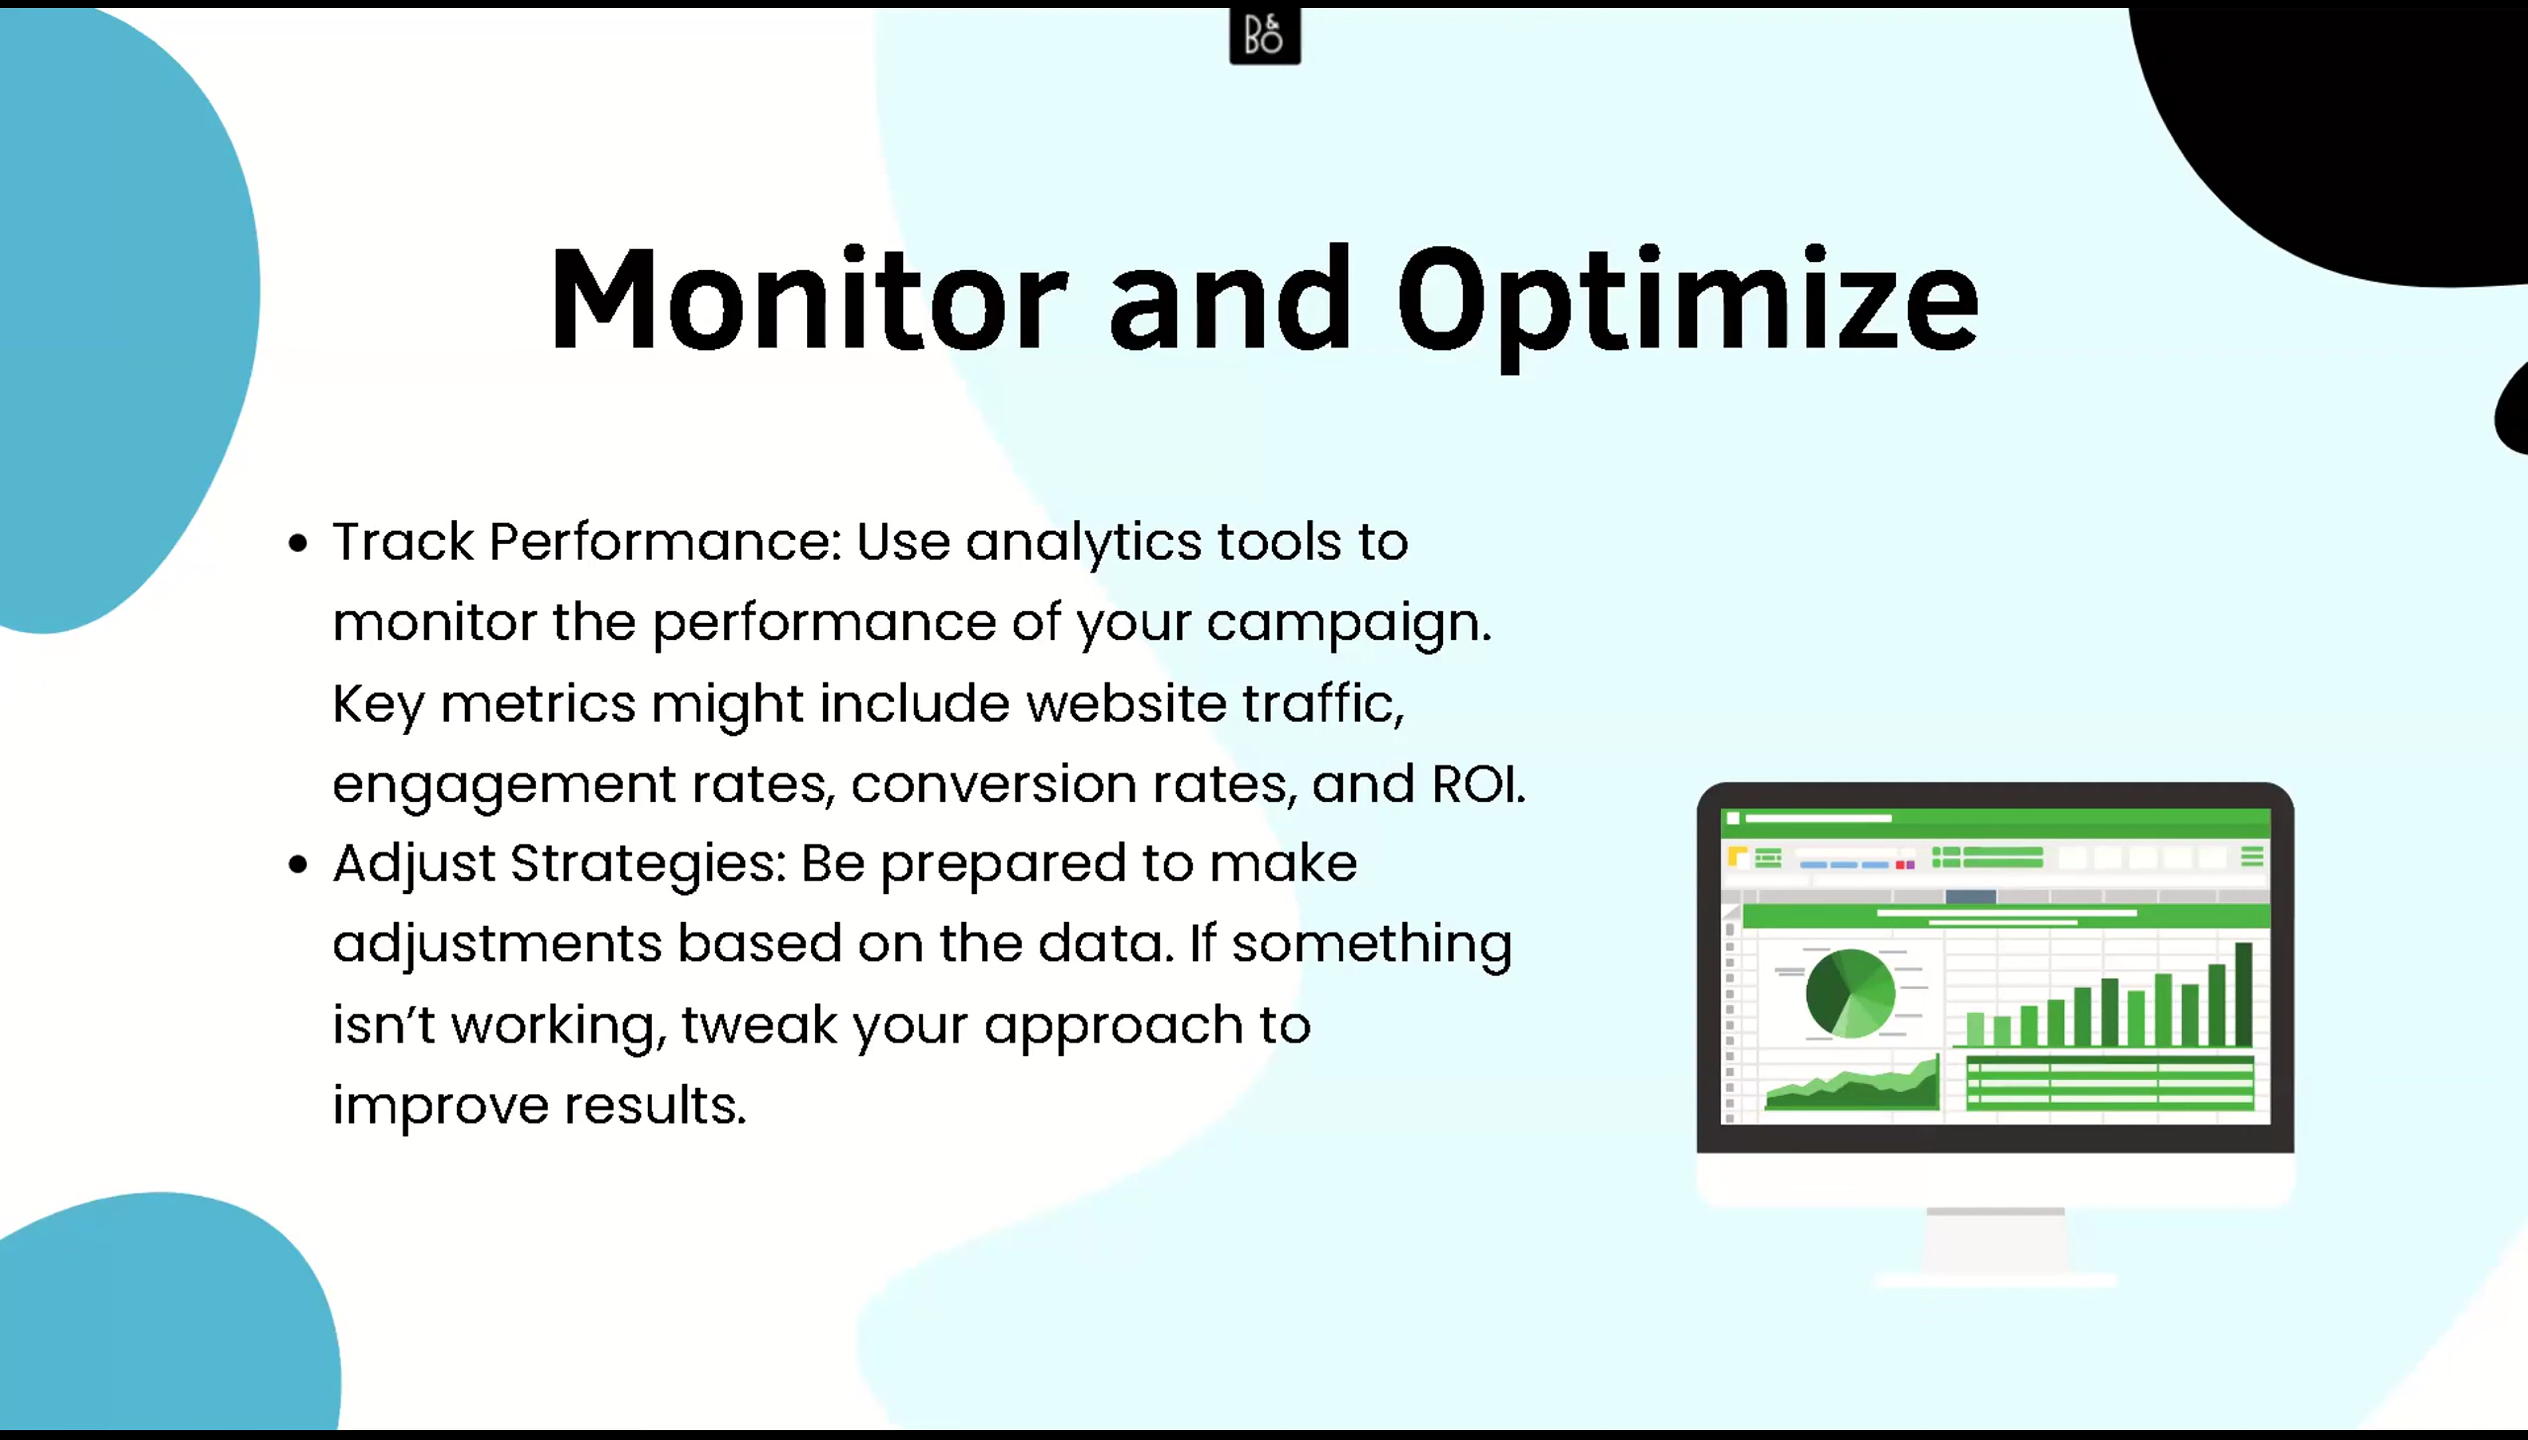 B&O
Monitor and Optimize
• Track Performance: Use analytics tools to
monitor the performance of your campaign.
Key metrics might include website traffic,
engagement rates, conversion rates, and ROI.
• Adjust Strategies: Be prepared to make
adjustments based on the data. If something
isn’t working, tweak your approach to
improve results.